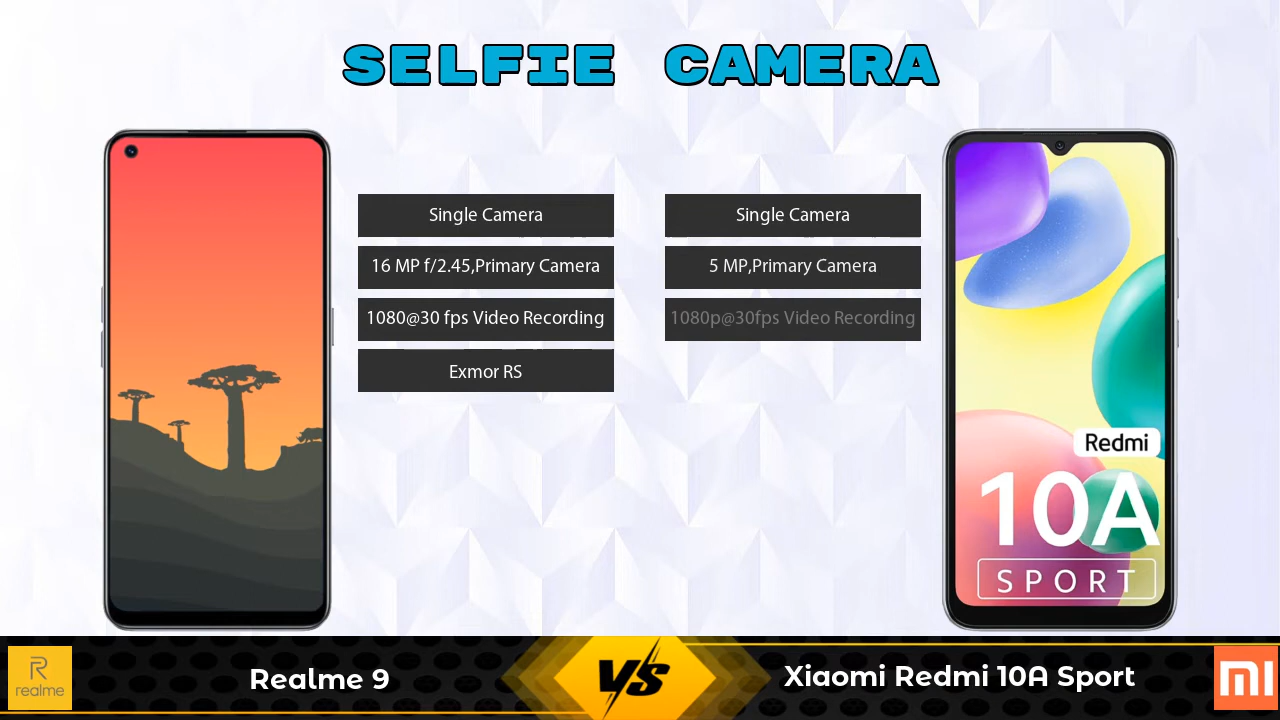 SELFIE CAMERA
Single Camera
16 MP f/2.45,Primary Camera
1080@30 fps Video Recording
Exmor RS
Single Camera
5 MP,Primary Camera
1080p@30fps Video Recording
Redmi
10A
SPORT
R
realme
Realme 9
VS
Xiaomi Redmi 10A Sport
MI